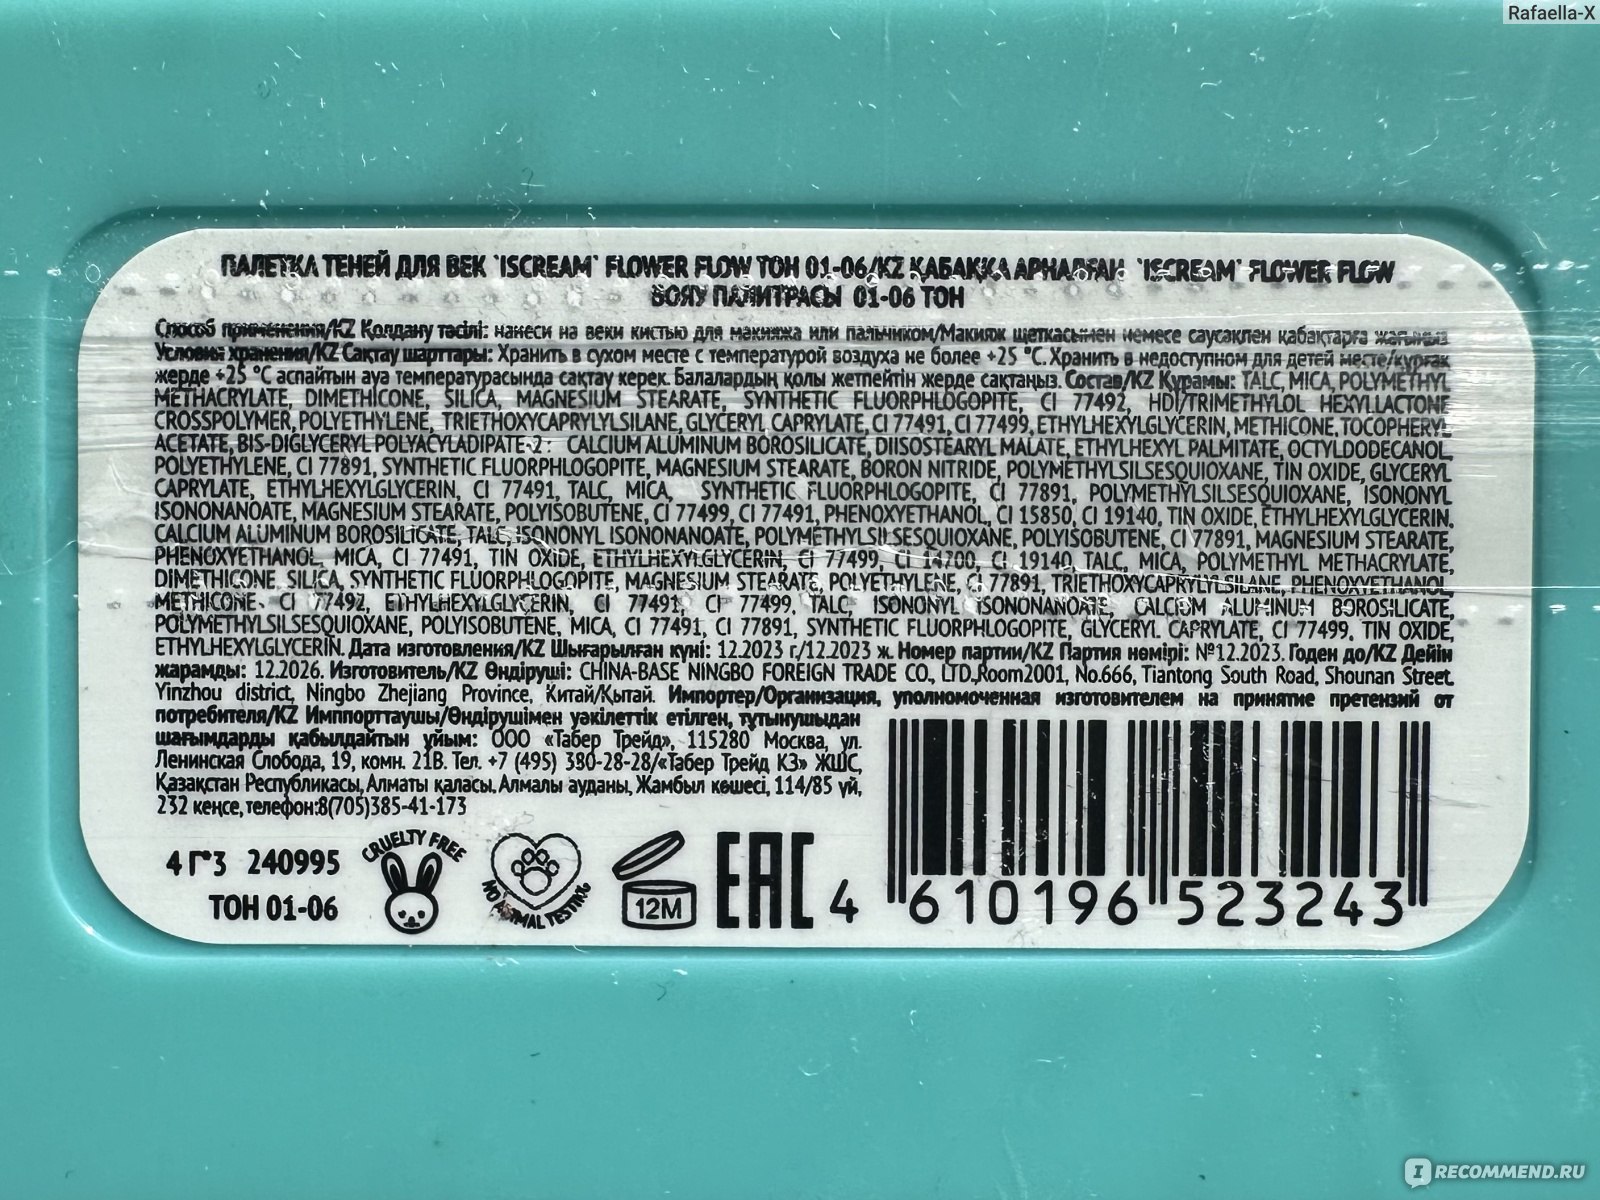 Rafaella-X
ПАЛЕТКА ТЕНЕЙ ДЛЯ ВЕК `ISCREAM` FLOWER FLOW ТОН 01-06/KZ ҚАБАҚҚА АРНАЛҒАН `ISCREAM` FLOWER FLOW
БОЯУ ПАЛИТРАСЫ 01-06 ТОН
Способ применения/KZ Қолдану тәсілі: нанеси на веки кистью для макияжа или пальчиком/Макияж щеткасымен немесе саусақпен қабақтарға жағыңыз
Условия хранения/KZ Сақтау шарттары: Хранить в сухом месте с температурой воздуха не более +25 °C. Хранить в недоступном для детей месте/құрғақ
жерде +25 °C аспайтын ауа температурасында сақтау керек. Балалардың қолы жетпейтін жерде сақтаңыз. Состав/KZ Құрамы: TALC, MICA, POLYMETHYL
METHACRYLATE, DIMETHICONE, SILICA, MAGNESIUM STEARATE, SYNTHETIC FLUORPHLOGOPITE, CI 77492, HDI/TRIMETHYLOL HEXYLLACTONE
CROSSPOLYMER, POLYETHYLENE, TRIETHOXYCAPRYLYLSILANE, GLYCERYL CAPRYLATE, CI 77491, CI 77499, ETHYLHEXYLGLYCERIN, METHICONE, TOCOPHERYL
ACETATE, BIS-DIGLYCERYL POLYACYLADIPATE-2 : CALCIUM ALUMINUM BOROSILICATE, DIISOSTEARYL MALATE, ETHYLHEXYL PALMITATE, OCTYLDODECANOL,
POLYETHYLENE, CI 77891, SYNTHETIC FLUORPHLOGOPITE, MAGNESIUM STEARATE, BORON NITRIDE, POLYMETHYLSILSESQUIOXANE, TIN OXIDE, GLYCERYL
CAPRYLATE, ETHYLHEXYLGLYCERIN, CI 77491, TALC, MICA, SYNTHETIC FLUORPHLOGOPITE, CI 77891, POLYMETHYLSILSESQUIOXANE, ISONONYL
ISONONANOATE, MAGNESIUM STEARATE, POLYISOBUTENE, CI 77499, CI 77491, PHENOXYETHANOL, CI 15850, CI 19140, TIN OXIDE, ETHYLHEXYLGLYCERIN,
CALCIUM ALUMINUM BOROSILICATE, TALC, ISONONYL ISONONANOATE, POLYMETHYLSILSESQUIOXANE, POLYISOBUTENE, CI 77891, MAGNESIUM STEARATE,
PHENOXYETHANOL, MICA, CI 77491, TIN OXIDE, ETHYLHEXYLGLYCERIN, CI 77499, CI 14700, CI 19140, TALC, MICA, POLYMETHYL METHACRYLATE,
DIMETHICONE, SILICA, SYNTHETIC FLUORPHLOGOPITE, MAGNESIUM STEARATE, POLYETHYLENE, CI 77891, TRIETHOXYCAPRYLYLSILANE, PHENOXYETHANOL,
METHICONE, CI 77492, ETHYLHEXYLGLYCERIN, CI 77491, CI 77499, TALC, ISONONYL ISONONANOATE, CALCIUM ALUMINUM BOROSILICATE,
POLYMETHYLSILSESQUIOXANE, POLYISOBUTENE, MICA, CI 77491, CI 77891, SYNTHETIC FLUORPHLOGOPITE, GLYCERYL CAPRYLATE, CI 77499, TIN OXIDE,
ETHYLHEXYLGLYCERIN. Дата изготовления/KZ Шығарылған күні: 12.2023 г./12.2023 ж. Номер партии/KZ Партия нөмірі: №12.2023. Годен до/KZ Дейін
жарамды: 12.2026. Изготовитель/KZ Өндіруші: CHINA-BASE NINGBO FOREIGN TRADE CO., LTD.,Room2001, No.666, Tiantong South Road, Shounan Street.
Yinzhou district, Ningbo Zhejiang Province, Китай/Қытай. Импортер/Организация, уполномоченная изготовителем на принятие претензий от
потребителя/KZ Имппорттаушы/Өндірушімен уәкілеттік етілген, тұтынушыдан
шағымдарды қабылдайтын ұйым: ООО «Табер Трейд», 115280 Москва, ул.
Ленинская Слобода, 19, комн. 21В. Тел. +7 (495) 380-28-28/«Табер Трейд КЗ» ЖШС,
Қазақстан Республикасы, Алматы қаласы, Алмалы ауданы, Жамбыл көшесі, 114/85 үй,
232 кеңсе, телефон:8(705)385-41-173
4 Г*3 240995
ТОН 01-06
CRUELTY FREE
NO ANIMAL TESTING
12M
EAC
4 610196 523243
IRECOMMEND.RU